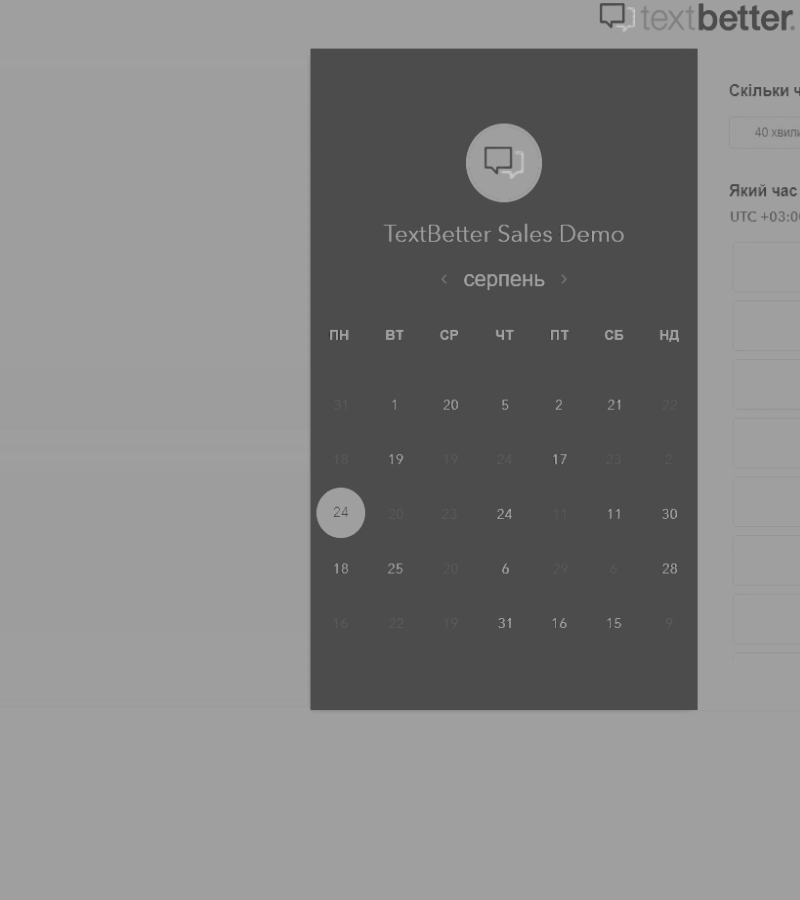 textbetter.
TextBetter Sales Demo
‹ серпень ›
ПН ВТ СР ЧТ ПТ СБ НД
31 1 20 5 2 21 22
18 19 19 24 17 23 2
24 20 23 24 11 11 30
18 25 20 6 29 6 28
16 22 19 31 16 15 9
Скільки
40
Який час
UTC +03:0